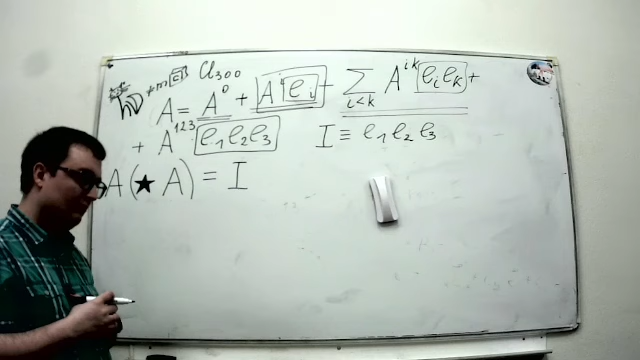 Cl₃₀₀
A = A⁰ + Aⁱeᵢ + ∑ᵢ<ₖ Aⁱᵏ eᵢeₖ +
+ A¹²³ e₁e₂e₃ I ≡ e₁e₂e₃
A(★ A) = I